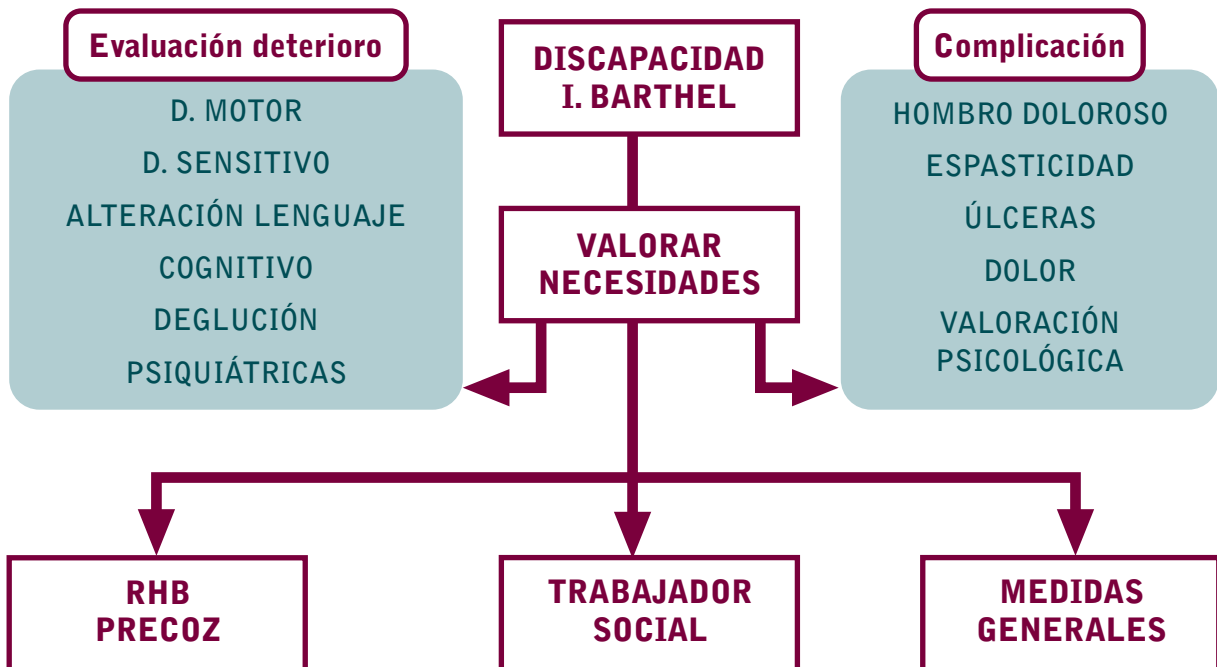 Evaluación deterioro
D. MOTOR
D. SENSITIVO
ALTERACIÓN LENGUAJE
COGNITIVO
DEGLUCIÓN
PSIQUIÁTRICAS
DISCAPACIDAD
I. BARTHEL
VALORAR
NECESIDADES
Complicación
HOMBRO DOLOROSO
ESPASTICIDAD
ÚLCERAS
DOLOR
VALORACIÓN
PSICOLÓGICA
RHB
PRECOZ
TRABAJADOR
SOCIAL
MEDIDAS
GENERALES